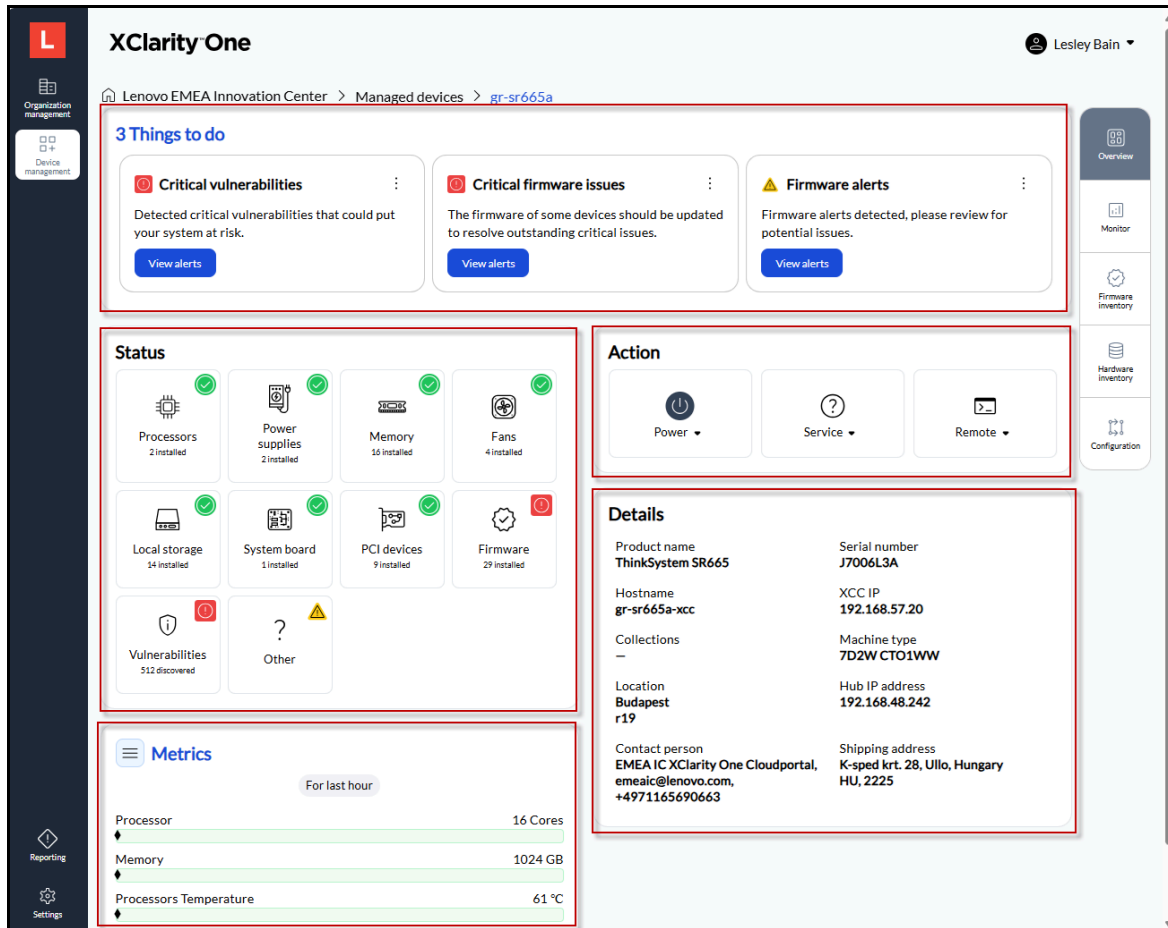 L
XClarity One
Lesley Bain
Organization
management
Device
management
Reporting
Settings
Lenovo EMEA Innovation Center > Managed devices > gr-sr665a
3 Things to do
Critical vulnerabilities
Detected critical vulnerabilities that could put
your system at risk.
View alerts
Critical firmware issues
The firmware of some devices should be updated
to resolve outstanding critical issues.
View alerts
Firmware alerts
Firmware alerts detected, please review for
potential issues.
View alerts
Overview
Monitor
Firmware
inventory
Hardware
inventory
Configuration
Status
Processors
2 installed
Power
supplies
2 installed
Memory
16 installed
Fans
4 installed
Local storage
14 installed
System board
1 installed
PCI devices
9 installed
Firmware
29 installed
Vulnerabilities
512 discovered
?
Other
Action
Power
Service
Remote
Details
Product name
ThinkSystem SR665
Serial number
J7006L3A
Hostname
gr-sr665a-xcc
XCC IP
192.168.57.20
Collections
—
Machine type
7D2W CTO1WW
Location
Budapest
r19
Hub IP address
192.168.48.242
Contact person
EMEA IC XClarity One Cloudportal,
emeaic@lenovo.com,
+4971165690663
Shipping address
K-sped krt. 28, Ullo, Hungary
HU, 2225
Metrics
For last hour
Processor 16 Cores
Memory 1024 GB
Processors Temperature 61 °C